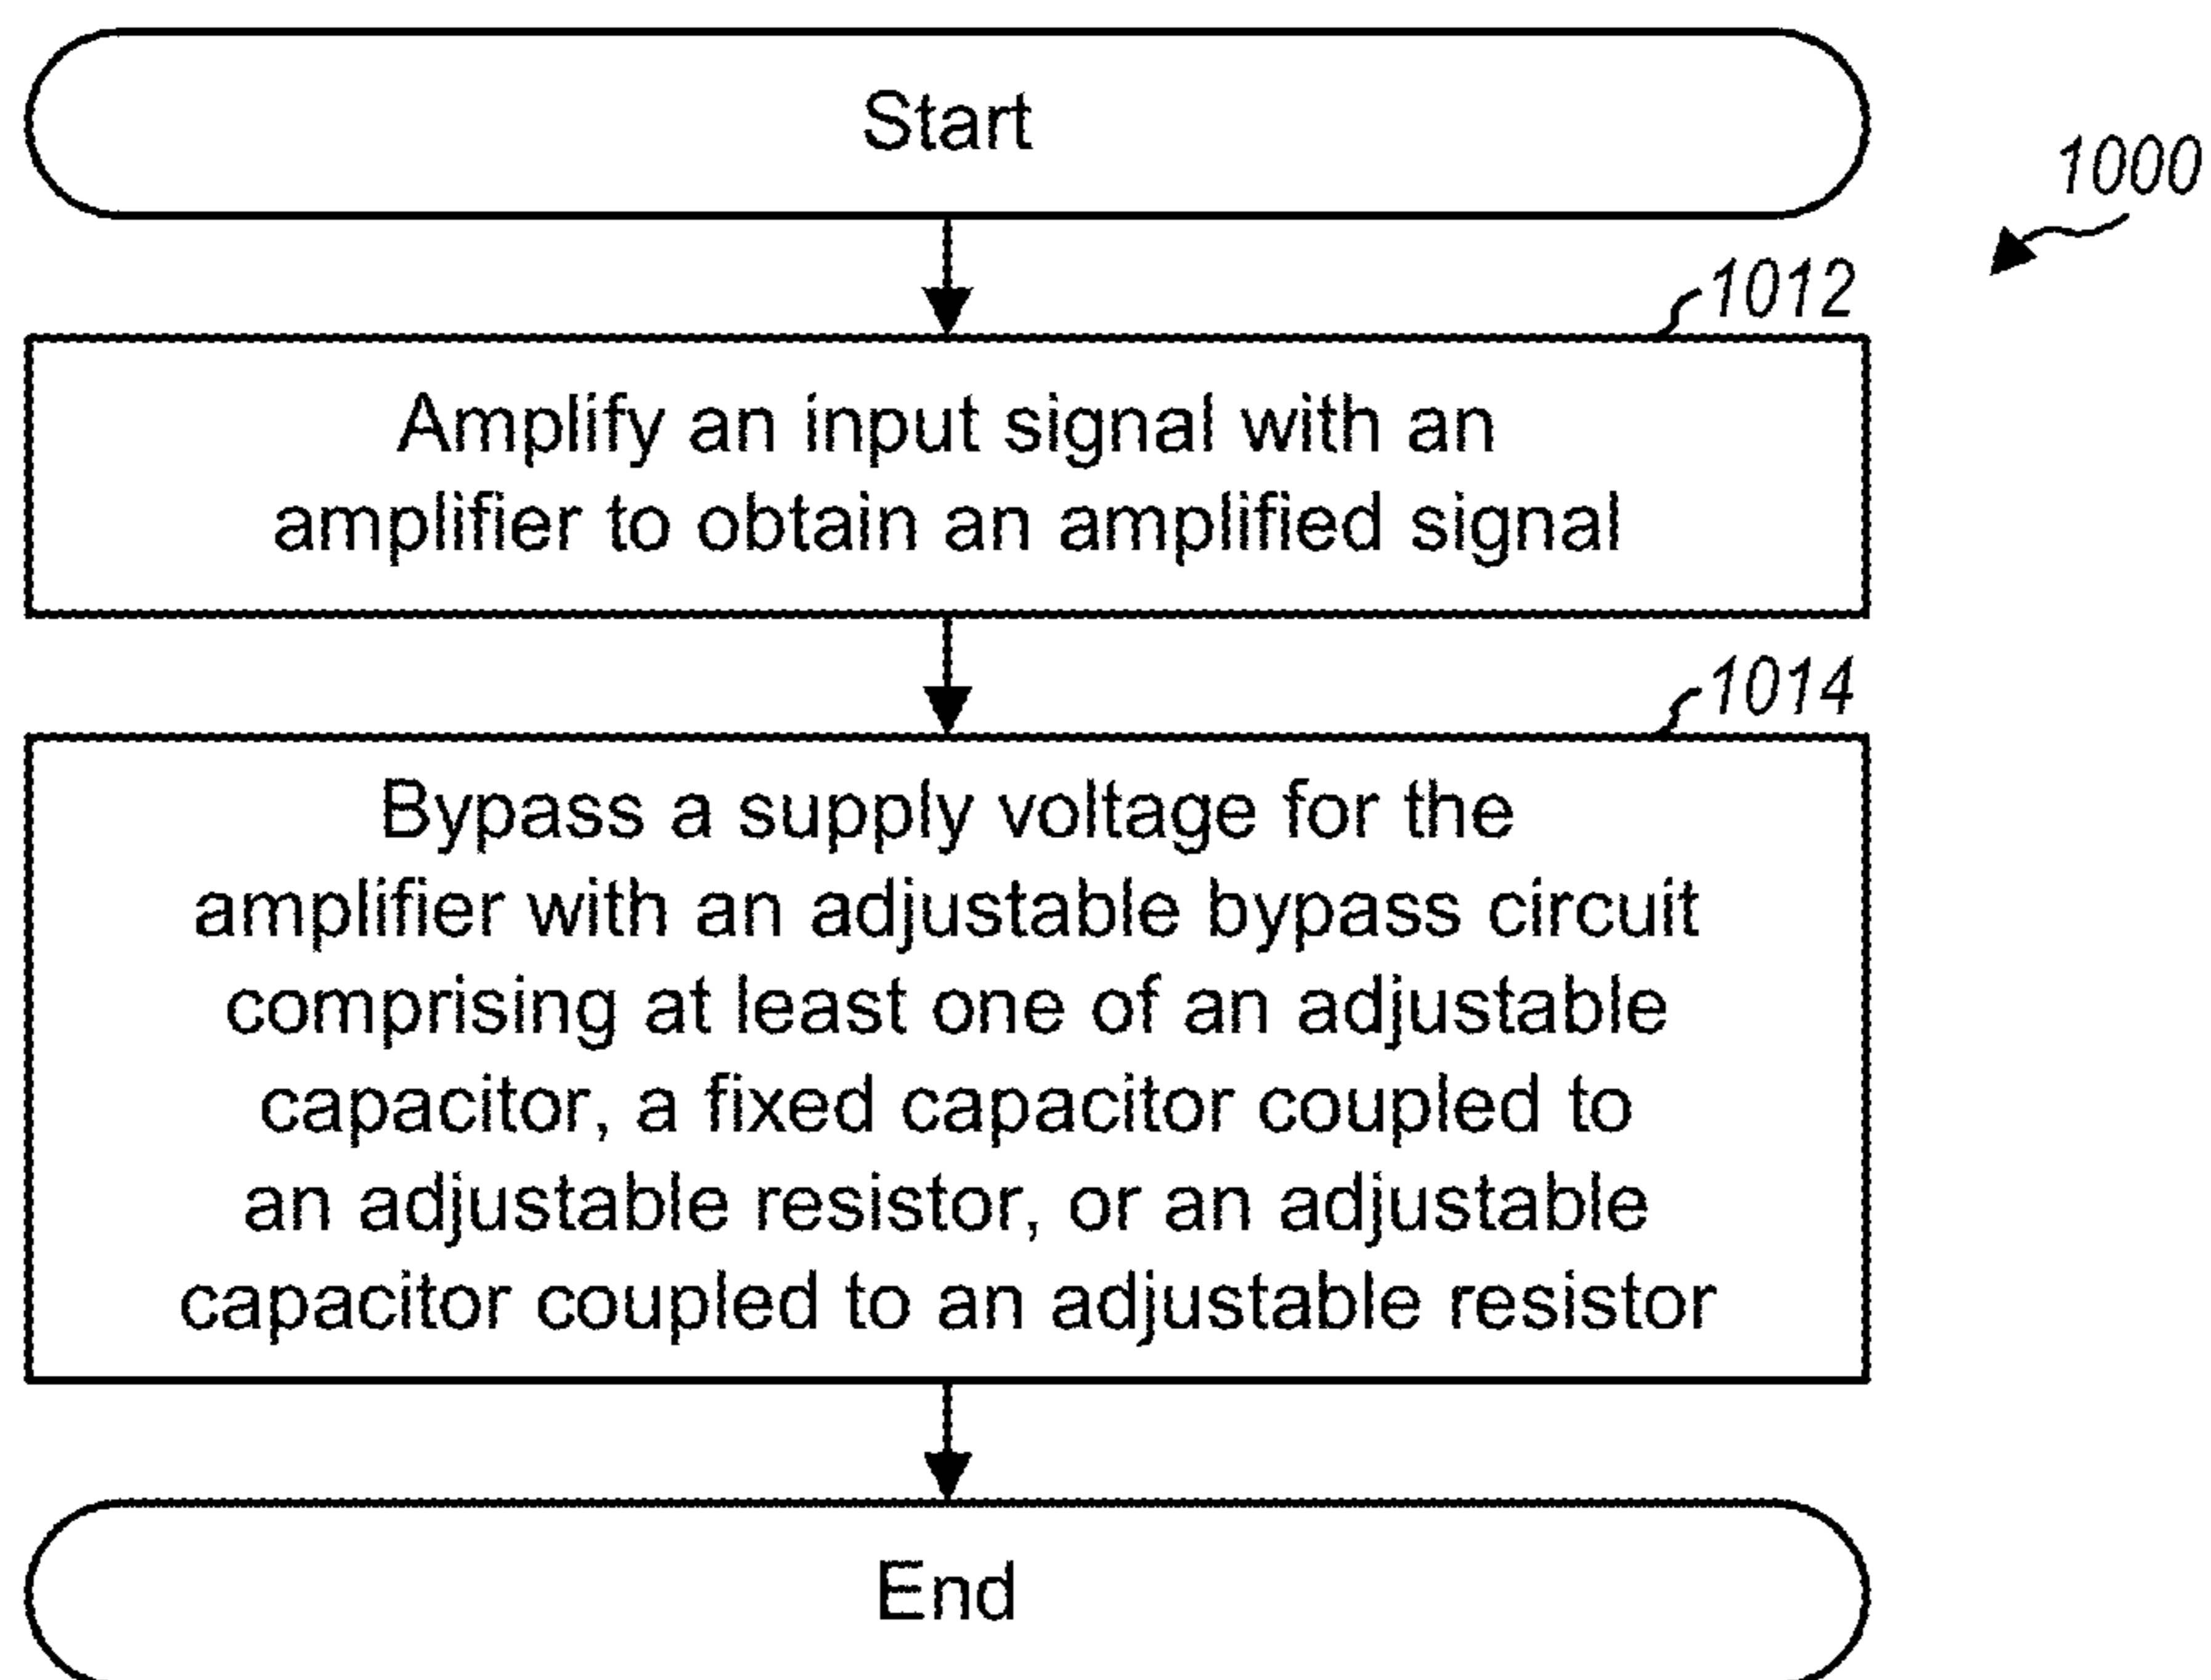 Start
1000
1012
Amplify an input signal with an
amplifier to obtain an amplified signal
1014
Bypass a supply voltage for the
amplifier with an adjustable bypass circuit
comprising at least one of an adjustable
capacitor, a fixed capacitor coupled to
an adjustable resistor, or an adjustable
capacitor coupled to an adjustable resistor
End